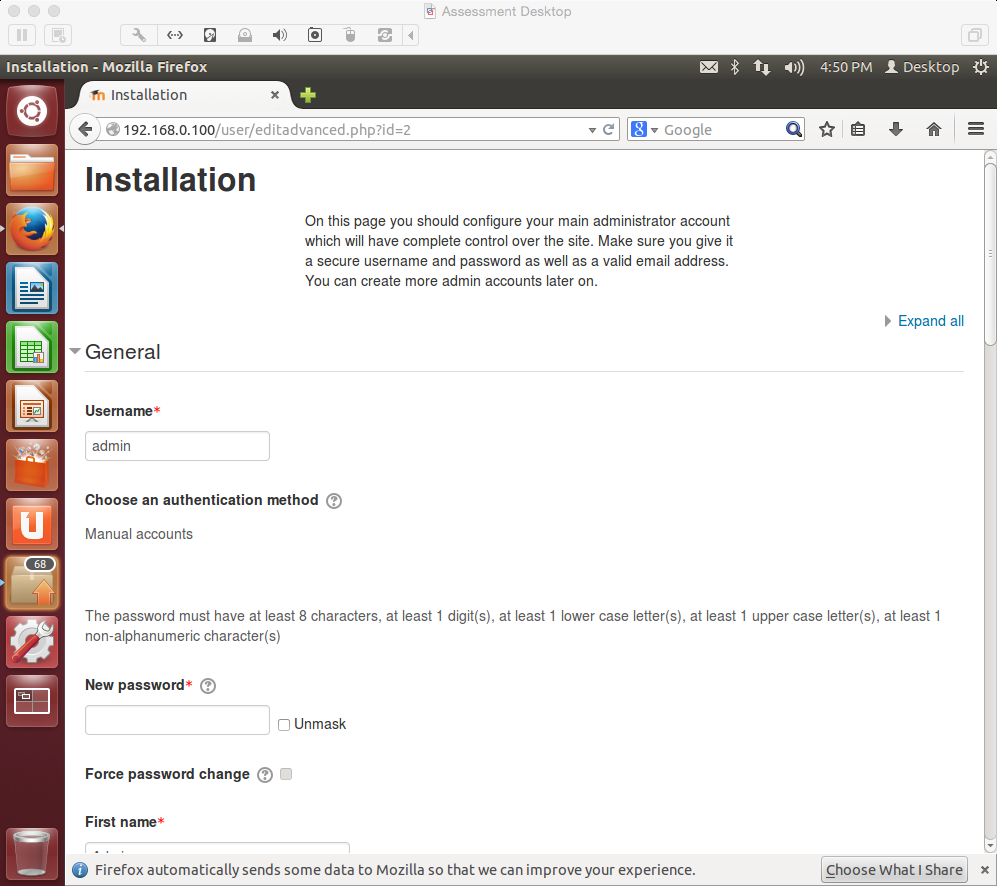 Assessment Desktop
Installation - Mozilla Firefox
4:50 PM
Desktop
Installation
192.168.0.100/user/editadvanced.php?id=2
8
Google
Installation
On this page you should configure your main administrator account
which will have complete control over the site. Make sure you give it
a secure username and password as well as a valid email address.
You can create more admin accounts later on.
Expand all
General
Username*
admin
Choose an authentication method
?
Manual accounts
68
The password must have at least 8 characters, at least 1 digit(s), at least 1 lower case letter(s), at least 1 upper case letter(s), at least 1
non-alphanumeric character(s)
New password*
?
Unmask
Force password change
?
First name*
Firefox automatically sends some data to Mozilla so that we can improve your experience.
Choose What I Share